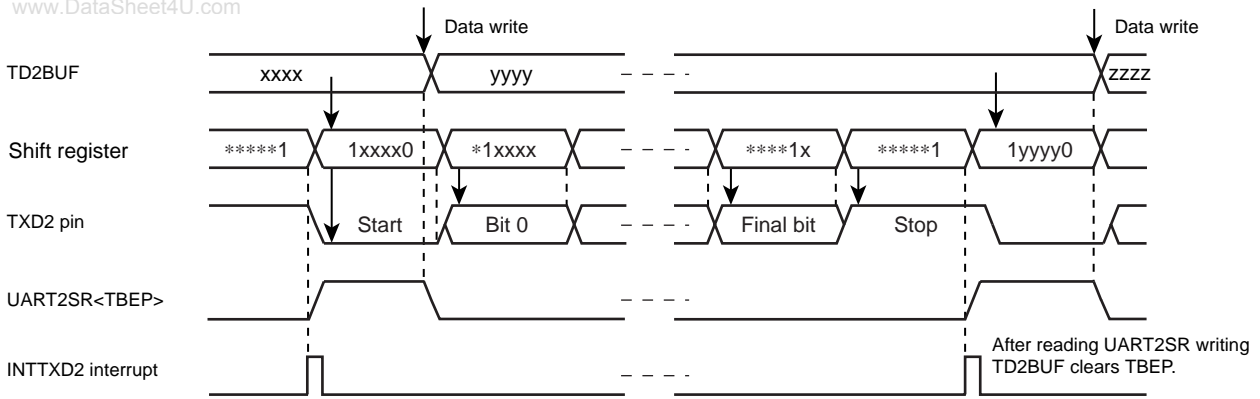 www.DataSheet4U.com
Data write
Data write
TD2BUF
xxxx
yyyy
zzzz
Shift register
*****1
1xxxx0
*1xxxx
****1x
*****1
1yyyy0
TXD2 pin
Start
Bit 0
Final bit
Stop
UART2SR<TBEP>
INTTXD2 interrupt
After reading UART2SR writing
TD2BUF clears TBEP.